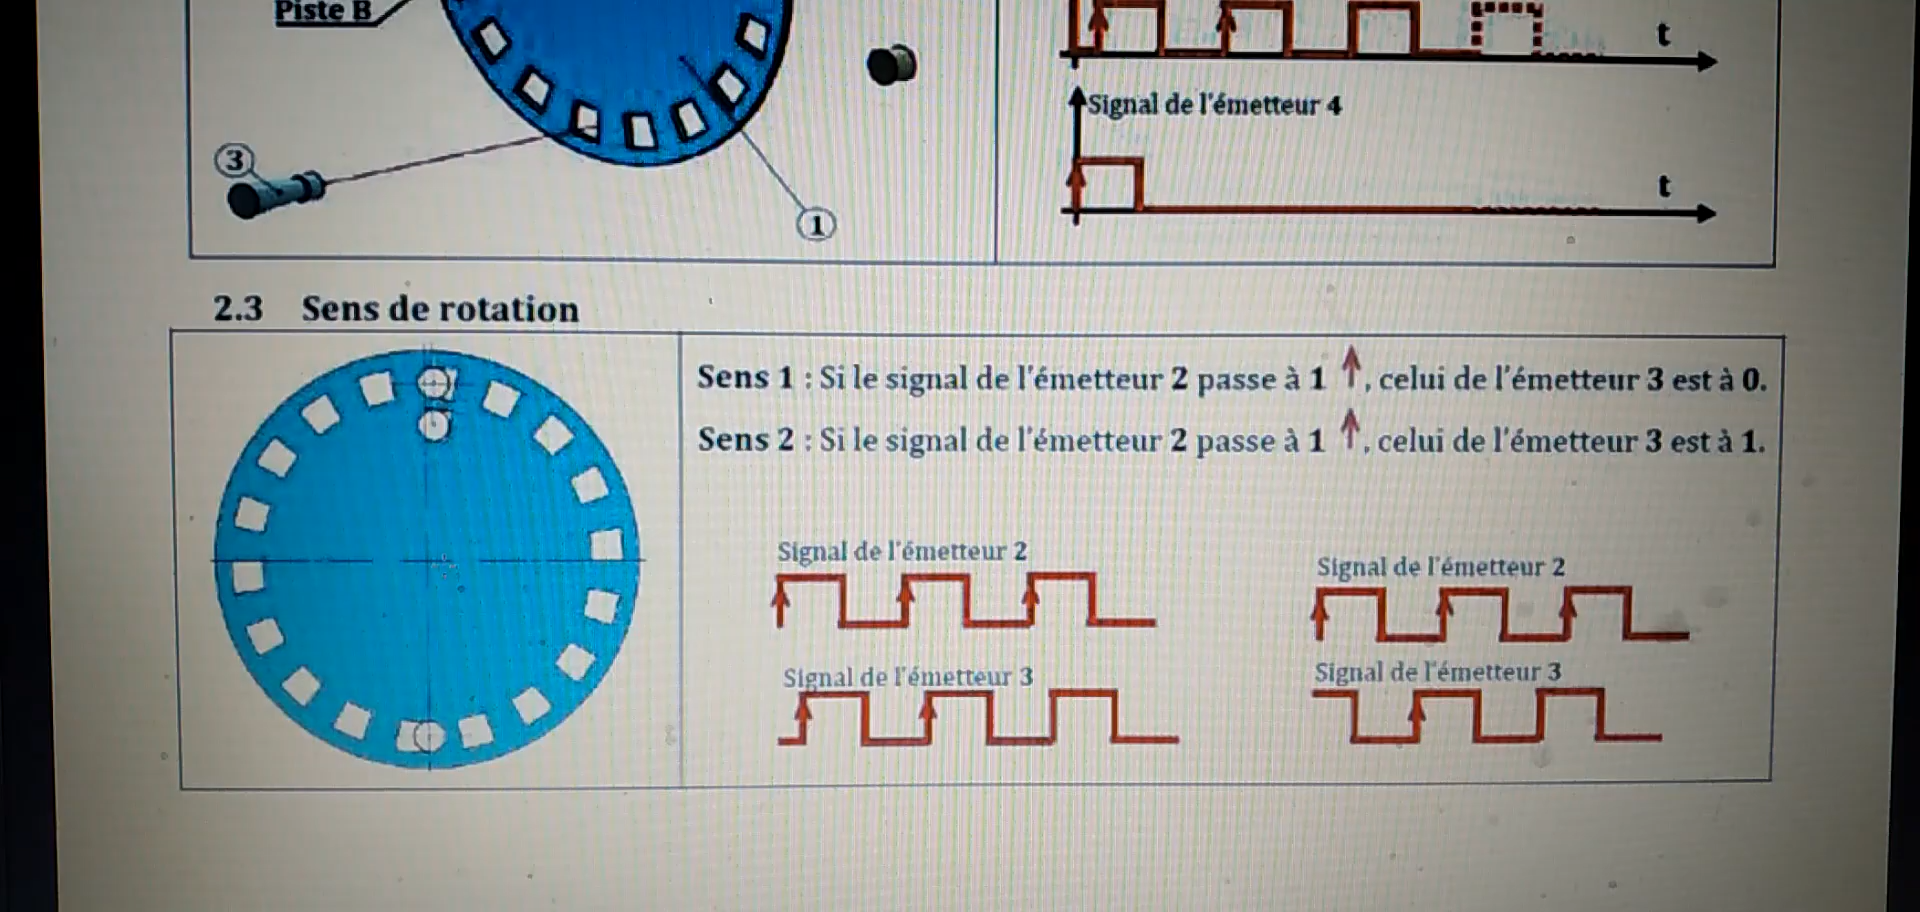 Piste B
t
Signal de l'émetteur 4
3
t
1
2.3 Sens de rotation
Sens 1 : Si le signal de l'émetteur 2 passe à 1 ↑, celui de l'émetteur 3 est à 0.
Sens 2 : Si le signal de l'émetteur 2 passe à 1 ↑, celui de l'émetteur 3 est à 1.
Signal de l'émetteur 2
Signal de l'émetteur 2
Signal de l'émetteur 3
Signal de l'émetteur 3